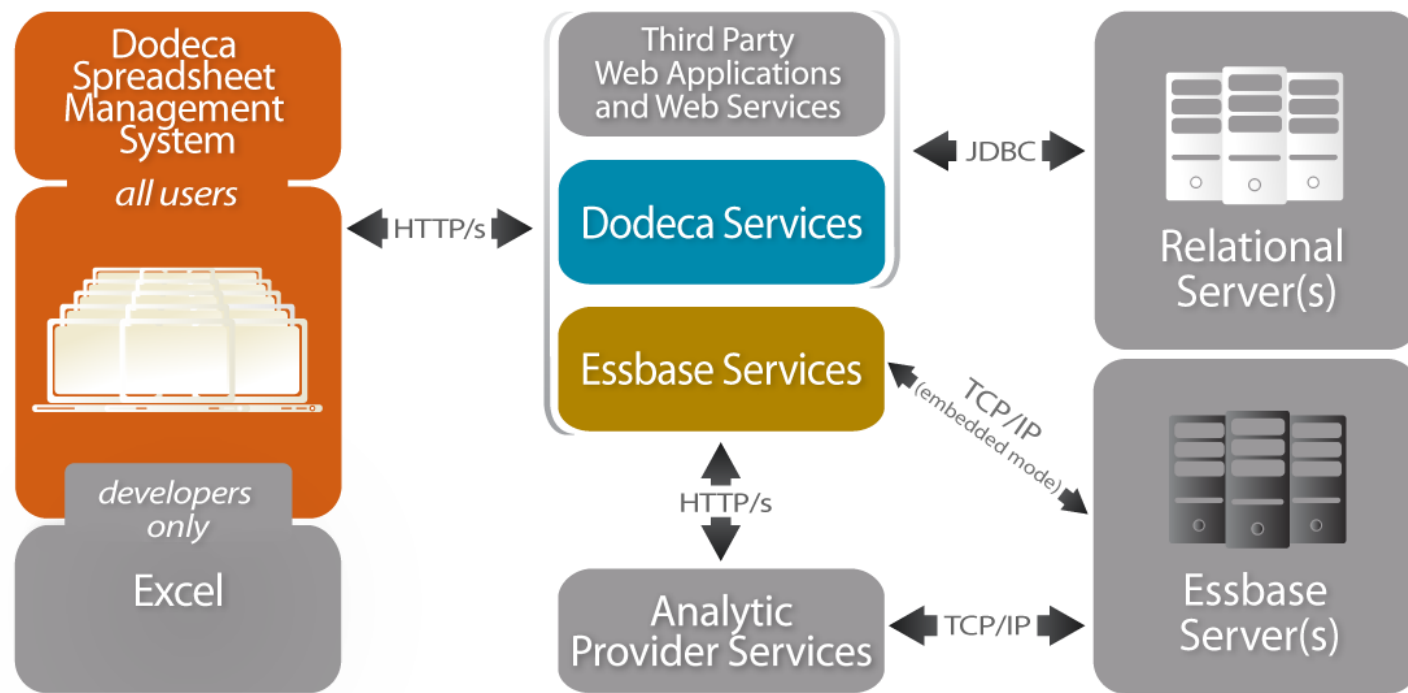 Dodeca
Spreadsheet
Management
System
all users
developers
only
Excel
HTTP/s
Third Party
Web Applications
and Web Services
Dodeca Services
Essbase Services
HTTP/s
Analytic
Provider Services
JDBC
TCP/IP
(embedded mode)
TCP/IP
Relational
Server(s)
Essbase
Server(s)